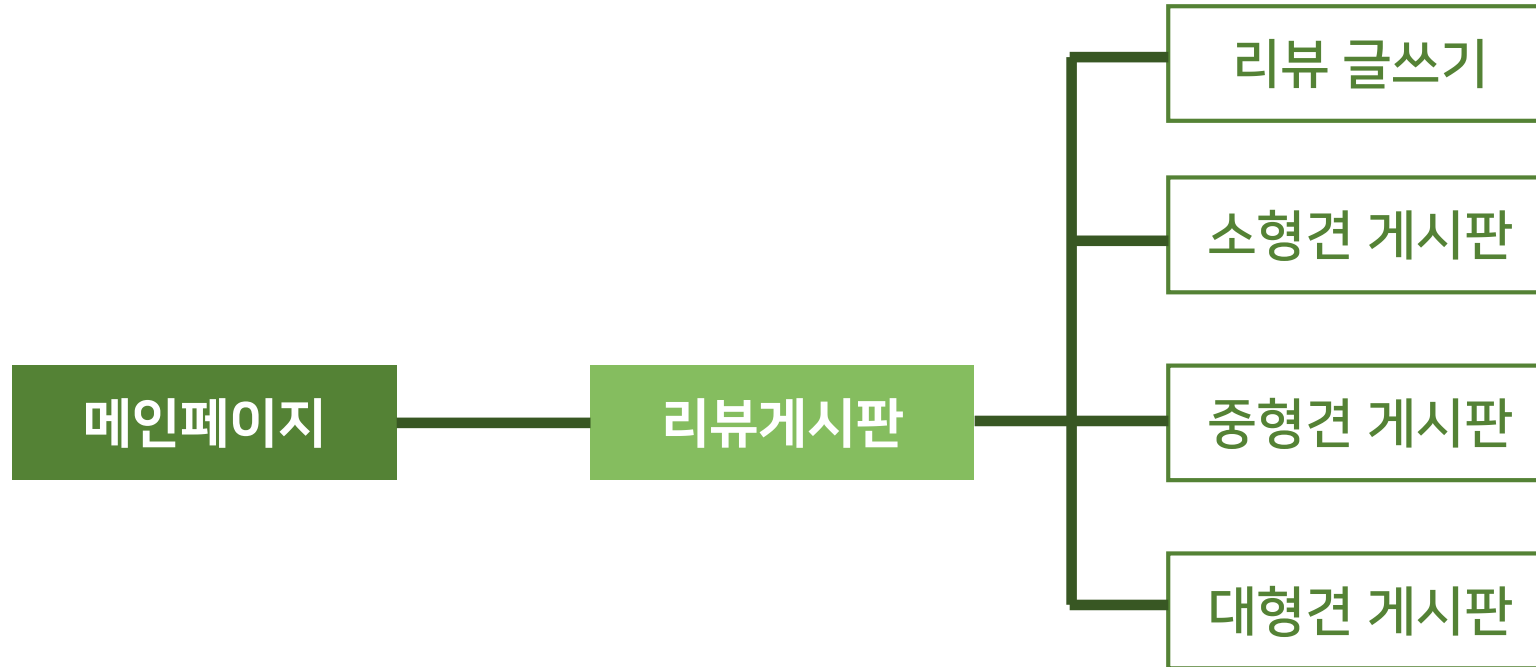 메인페이지
리뷰게시판
리뷰 글쓰기
소형견 게시판
중형견 게시판
대형견 게시판